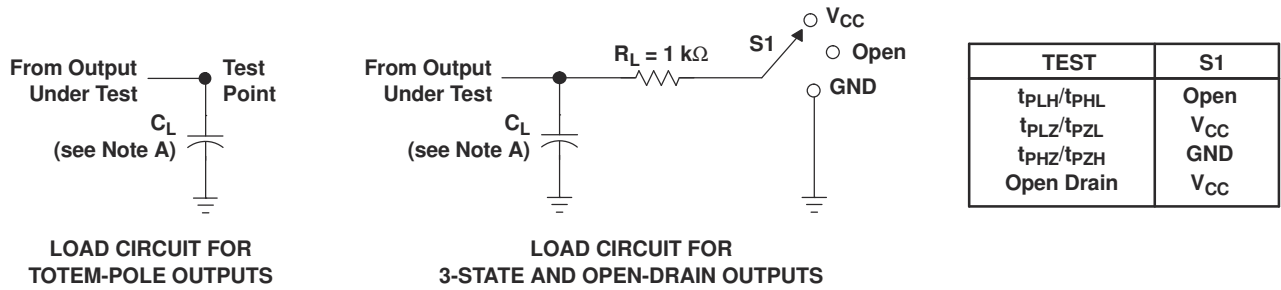 From Output
Under Test
Test
Point
C_L
(see Note A)
LOAD CIRCUIT FOR
TOTEM-POLE OUTPUTS
From Output
Under Test
C_L
(see Note A)
R_L = 1 kΩ
S1
V_CC
Open
GND
LOAD CIRCUIT FOR
3-STATE AND OPEN-DRAIN OUTPUTS
TEST S1
t_PLH/t_PHL Open
t_PLZ/t_PZL V_CC
t_PHZ/t_PZH GND
Open Drain V_CC